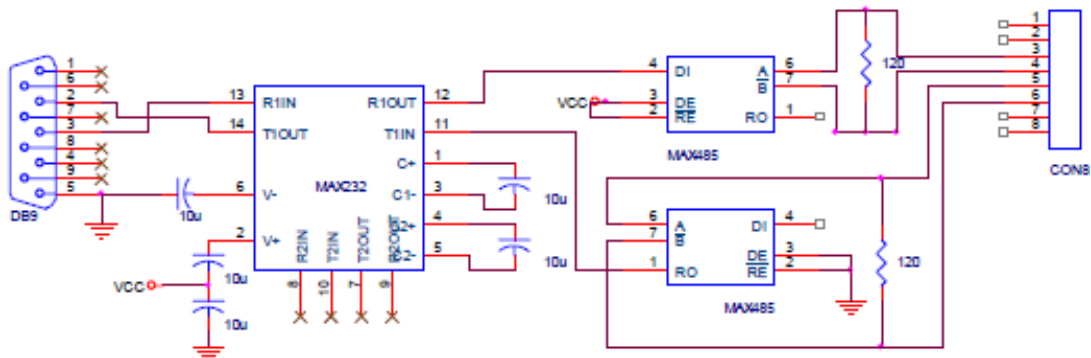 1
6
2
7
3
8
4
9
5
DB9
10u
VCC
10u
10u
13
14
6
2
R1IN
T1OUT
V-
V+
MAX232
R1OUT
T1IN
C+
C1-
C2+
C2-
R2IN
T2IN
T2OUT
R2OUT
8
10
7
9
12
11
1
3
4
5
10u
10u
VCC
4
3
2
DI
DE
RE
A
B
RO
6
7
1
MAX485
120
6
7
1
A
B
RO
DI
DE
RE
4
3
2
MAX485
120
1
2
3
4
5
6
7
8
CON8